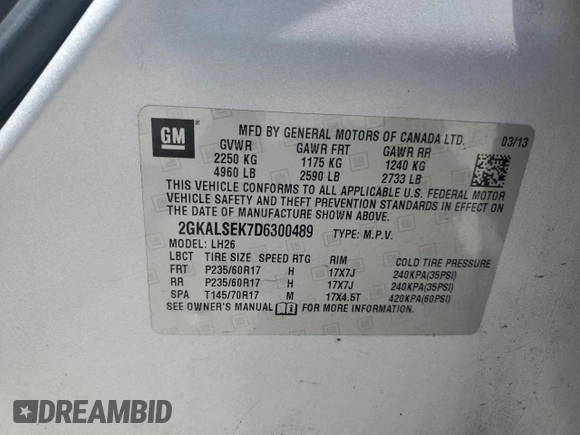 GM
MFD BY GENERAL MOTORS OF CANADA LTD. 03/13
GVWR GAWR FRT GAWR RR
2250 KG 1175 KG 1240 KG
4960 LB 2590 LB 2733 LB
THIS VEHICLE CONFORMS TO ALL APPLICABLE U.S. FEDERAL MOTOR
VEHICLE SAFETY AND THEFT PREVENTION STANDARDS IN EFFECT ON
THE DATE OF MANUFACTURE SHOWN ABOVE.
2GKALSEK7D6300489 TYPE: M.P.V.
MODEL: LH26
LBCT TIRE SIZE SPEED RTG RIM COLD TIRE PRESSURE
FRT P235/60R17 H 17X7J 240KPA(35PSI)
RR P235/60R17 H 17X7J 240KPA(35PSI)
SPA T145/70R17 M 17X4.5T 420KPA(60PSI)
SEE OWNER'S MANUAL FOR MORE INFORMATION.
DREAMBID